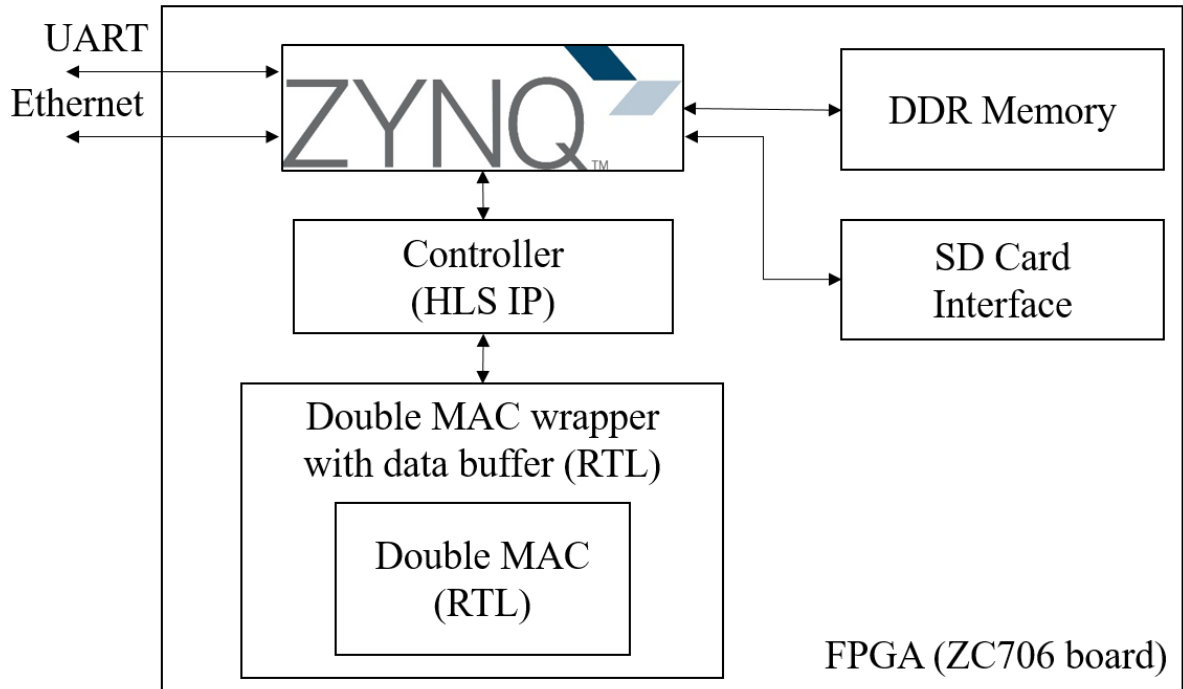 UART
Ethernet
ZYNQ
TM
DDR Memory
Controller
(HLS IP)
SD Card
Interface
Double MAC wrapper
with data buffer (RTL)
Double MAC
(RTL)
FPGA (ZC706 board)